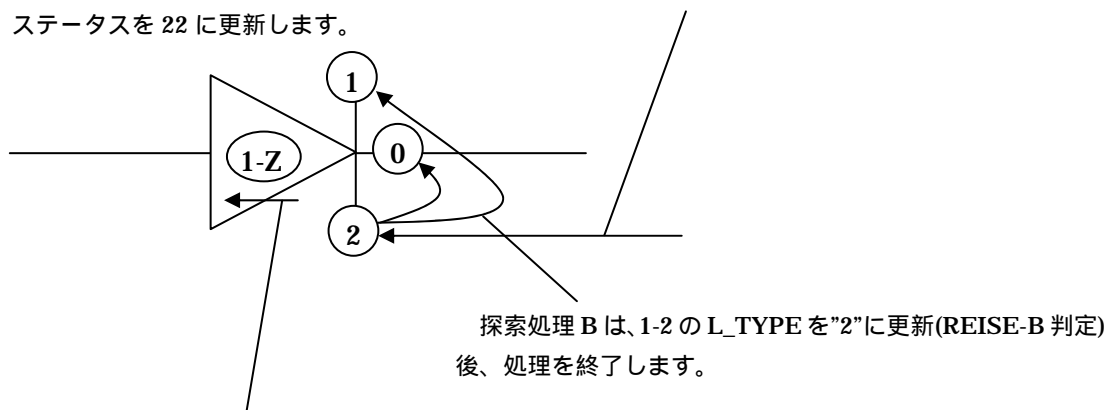 ステータスを 22 に更新します。
1
1-Z
0
2
探索処理 B は、1-2 の L_TYPE を”2”に更新(REISE-B 判定)
後、処理を終了します。